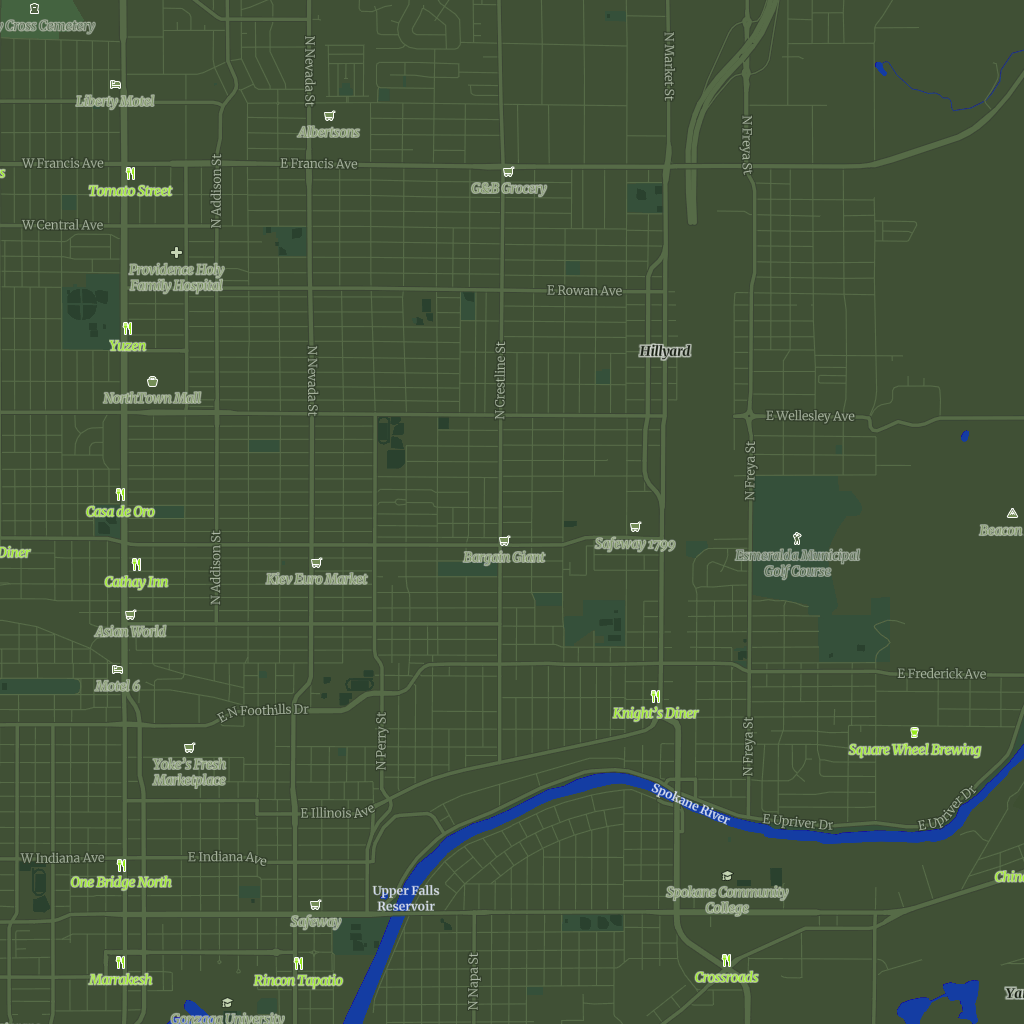 Cross Cemetery
Liberty Motel
N Nevada St
N Market St
Albertsons
N Freya St
W Francis Ave
E Francis Ave
Tomato Street
G&B Grocery
N Addison St
W Central Ave
Providence Holy
Family Hospital
E Rowan Ave
Yuzen
Hillyard
N Nevada St
N Crestline St
NorthTown Mall
E Wellesley Ave
N Freya St
Casa de Oro
Beacon
Diner
Bargain Giant
Safeway 1799
Esmeralda Municipal
Golf Course
N Addison St
Cathay Inn
Kiev Euro Market
Asian World
Motel 6
E Frederick Ave
E N Foothills Dr
Knight's Diner
N Perry St
N Freya St
Square Wheel Brewing
Yoke's Fresh
Marketplace
E Illinois Ave
Spokane River
E Upriver Dr
E Upriver Dr
W Indiana Ave
E Indiana Ave
One Bridge North
Upper Falls
Reservoir
Spokane Community
College
Safeway
Marrakesh
Rincon Tapatio
N Napa St
Crossroads
Gonzaga University